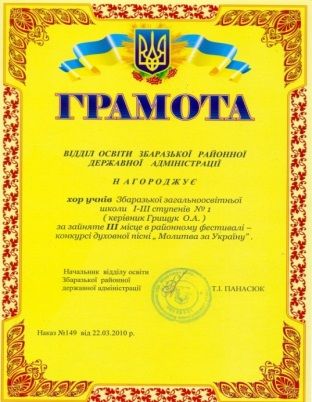 ГРАМОТА
ВІДДІЛ ОСВІТИ ЗБАРАЗЬКОЇ РАЙОННОЇ
ДЕРЖАВНОЇ АДМІНІСТРАЦІЇ
НАГОРОДЖУЄ
хор учнів Збаразької загальноосвітньої
школи І-ІІІ ступенів № 1
( керівник Грищук О.А. )
за зайняте ІІІ місце в районному фестивалі –
конкурсі духовної пісні „ Молитва за Україну" .
Начальник відділу освіти
Збаразької районної
державної адміністрації Т.І. ПАНАСЮК
Наказ №149 від 22.03.2010 р.